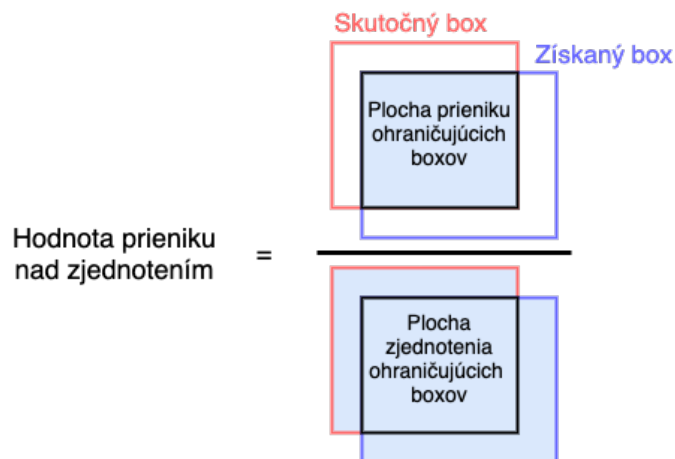 Skutočný box
Získaný box
Plocha prieniku
ohraničujúcich
boxov
Hodnota prieniku
nad zjednotením
=
Plocha
zjednotenia
ohraničujúcich
boxov